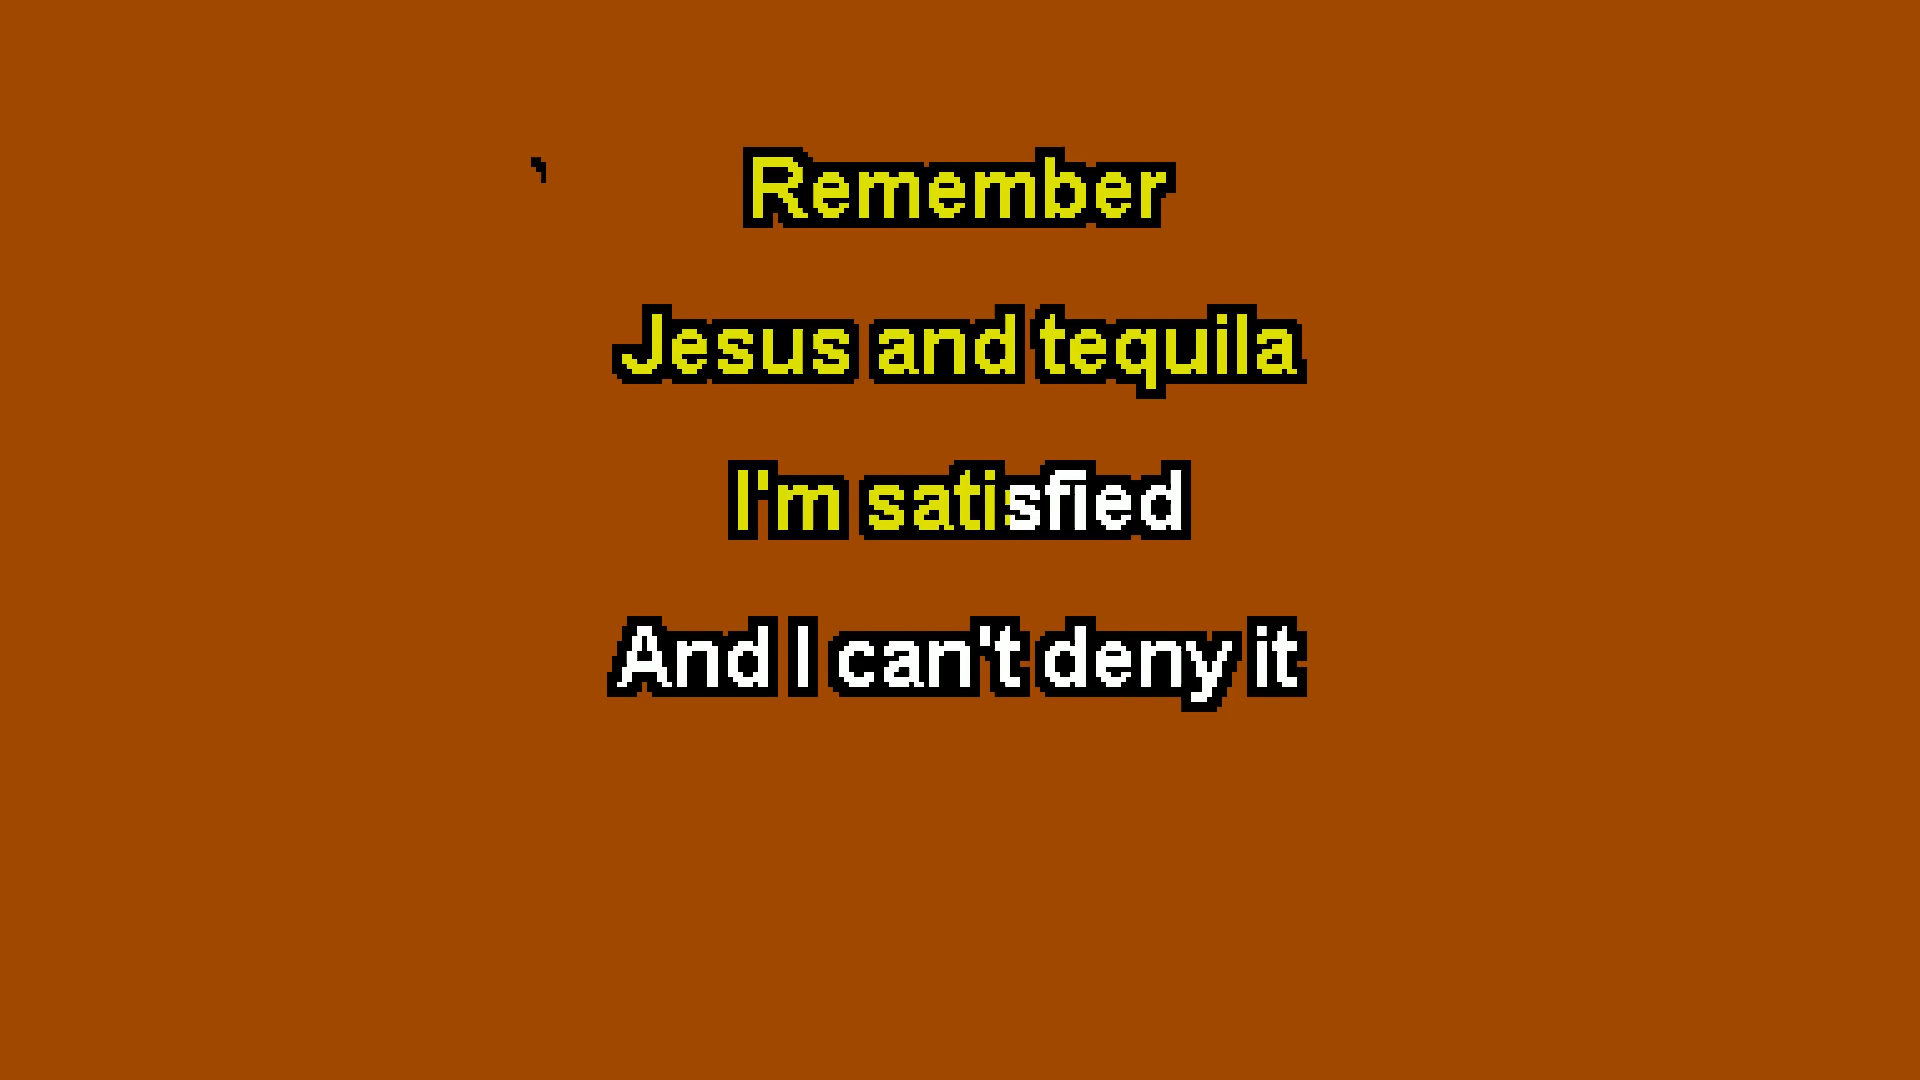 Remember
Jesus and tequila
I'm satisfied
And I can't deny it